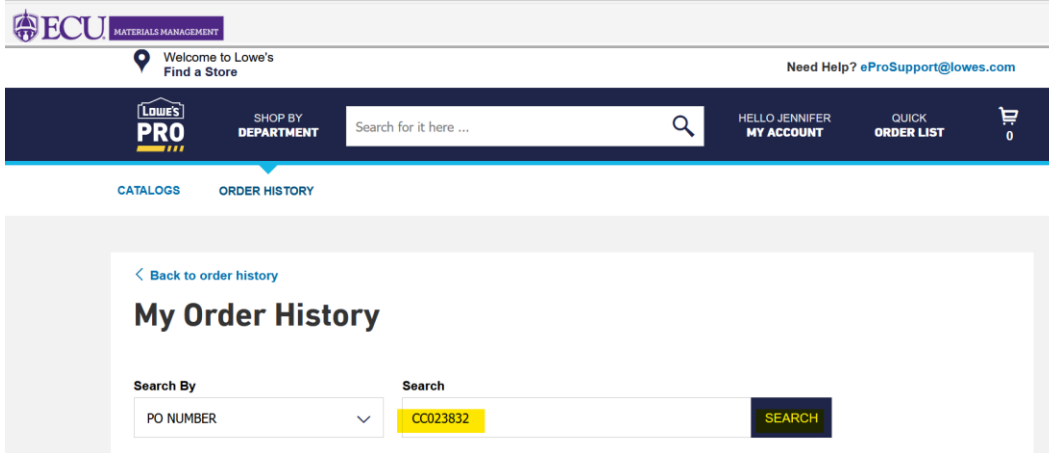 ECU MATERIALS MANAGEMENT
Welcome to Lowe's
Find a Store
Need Help? eProSupport@lowes.com
LOWE'S
PRO
SHOP BY
DEPARTMENT
Search for it here ...
HELLO JENNIFER
MY ACCOUNT
QUICK
ORDER LIST
0
CATALOGS ORDER HISTORY
Back to order history
My Order History
Search By Search
PO NUMBER CC023832 SEARCH